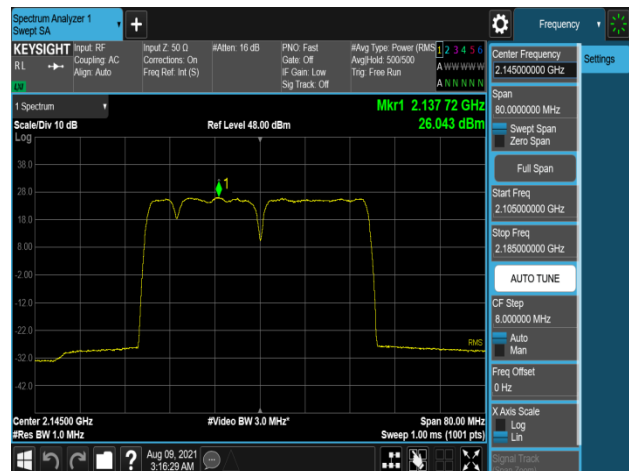 Spectrum Analyzer 1
Swept SA
Frequency
KEYSIGHT
RL
Input: RF
Coupling: AC
Align: Auto
Input Z: 50 Ω
Corrections: On
Freq Ref: Int (S)
#Atten: 16 dB
PNO: Fast
Gate: Off
IF Gain: Low
Sig Track: Off
#Avg Type: Power (RMS
Avg|Hold: 500/500
Trig: Free Run
1 2 3 4 5 6
A W W W W W
A N N N N N
LXI
1 Spectrum
Scale/Div 10 dB
Log
Ref Level 48.00 dBm
Mkr1 2.137 72 GHz
26.043 dBm
38.0
28.0
18.0
8.00
-2.00
-12.0
-22.0
-32.0
-42.0
1
RMS
Center 2.14500 GHz
#Res BW 1.0 MHz
#Video BW 3.0 MHz*
Span 80.00 MHz
Sweep 1.00 ms (1001 pts)
Aug 09, 2021
3:16:29 AM
Center Frequency
2.145000000 GHz
Settings
Span
80.0000000 MHz
Swept Span
Zero Span
Full Span
Start Freq
2.105000000 GHz
Stop Freq
2.185000000 GHz
AUTO TUNE
CF Step
8.000000 MHz
Auto
Man
Freq Offset
0 Hz
X Axis Scale
Log
Lin
Signal Track